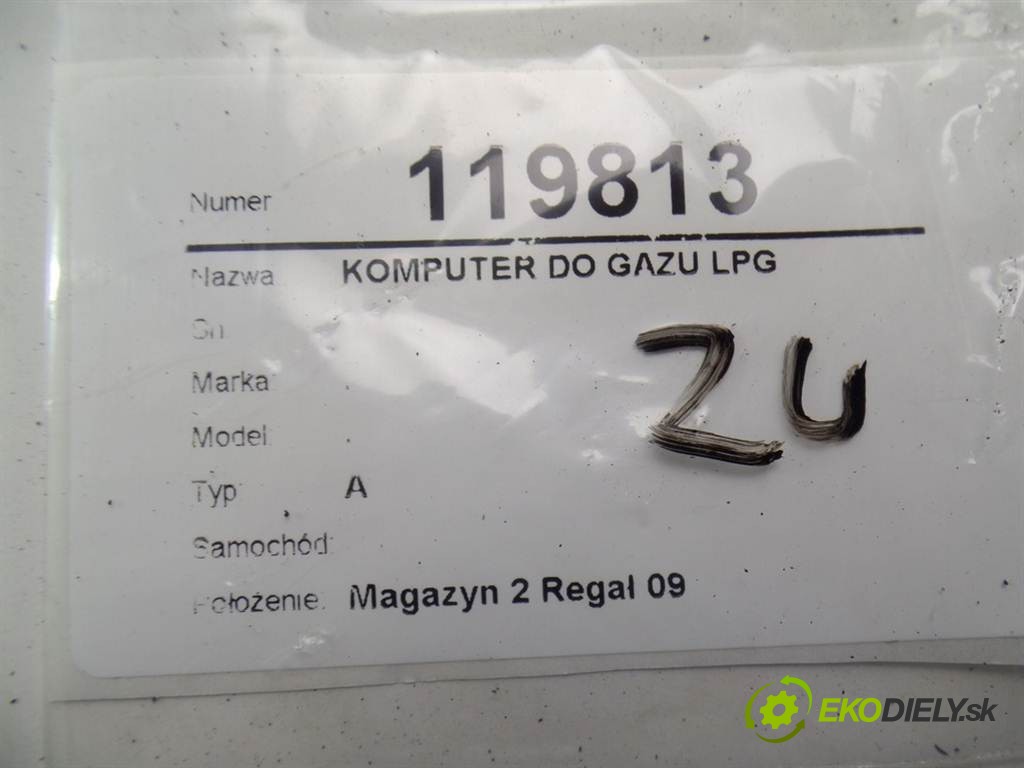 Numer 119813
Nazwa KOMPUTER DO GAZU LPG
Sn
Marka
Model .
Typ A
Samochód:
Położenie: Magazyn 2 Regał 09
ZU
EKODIELY.sk